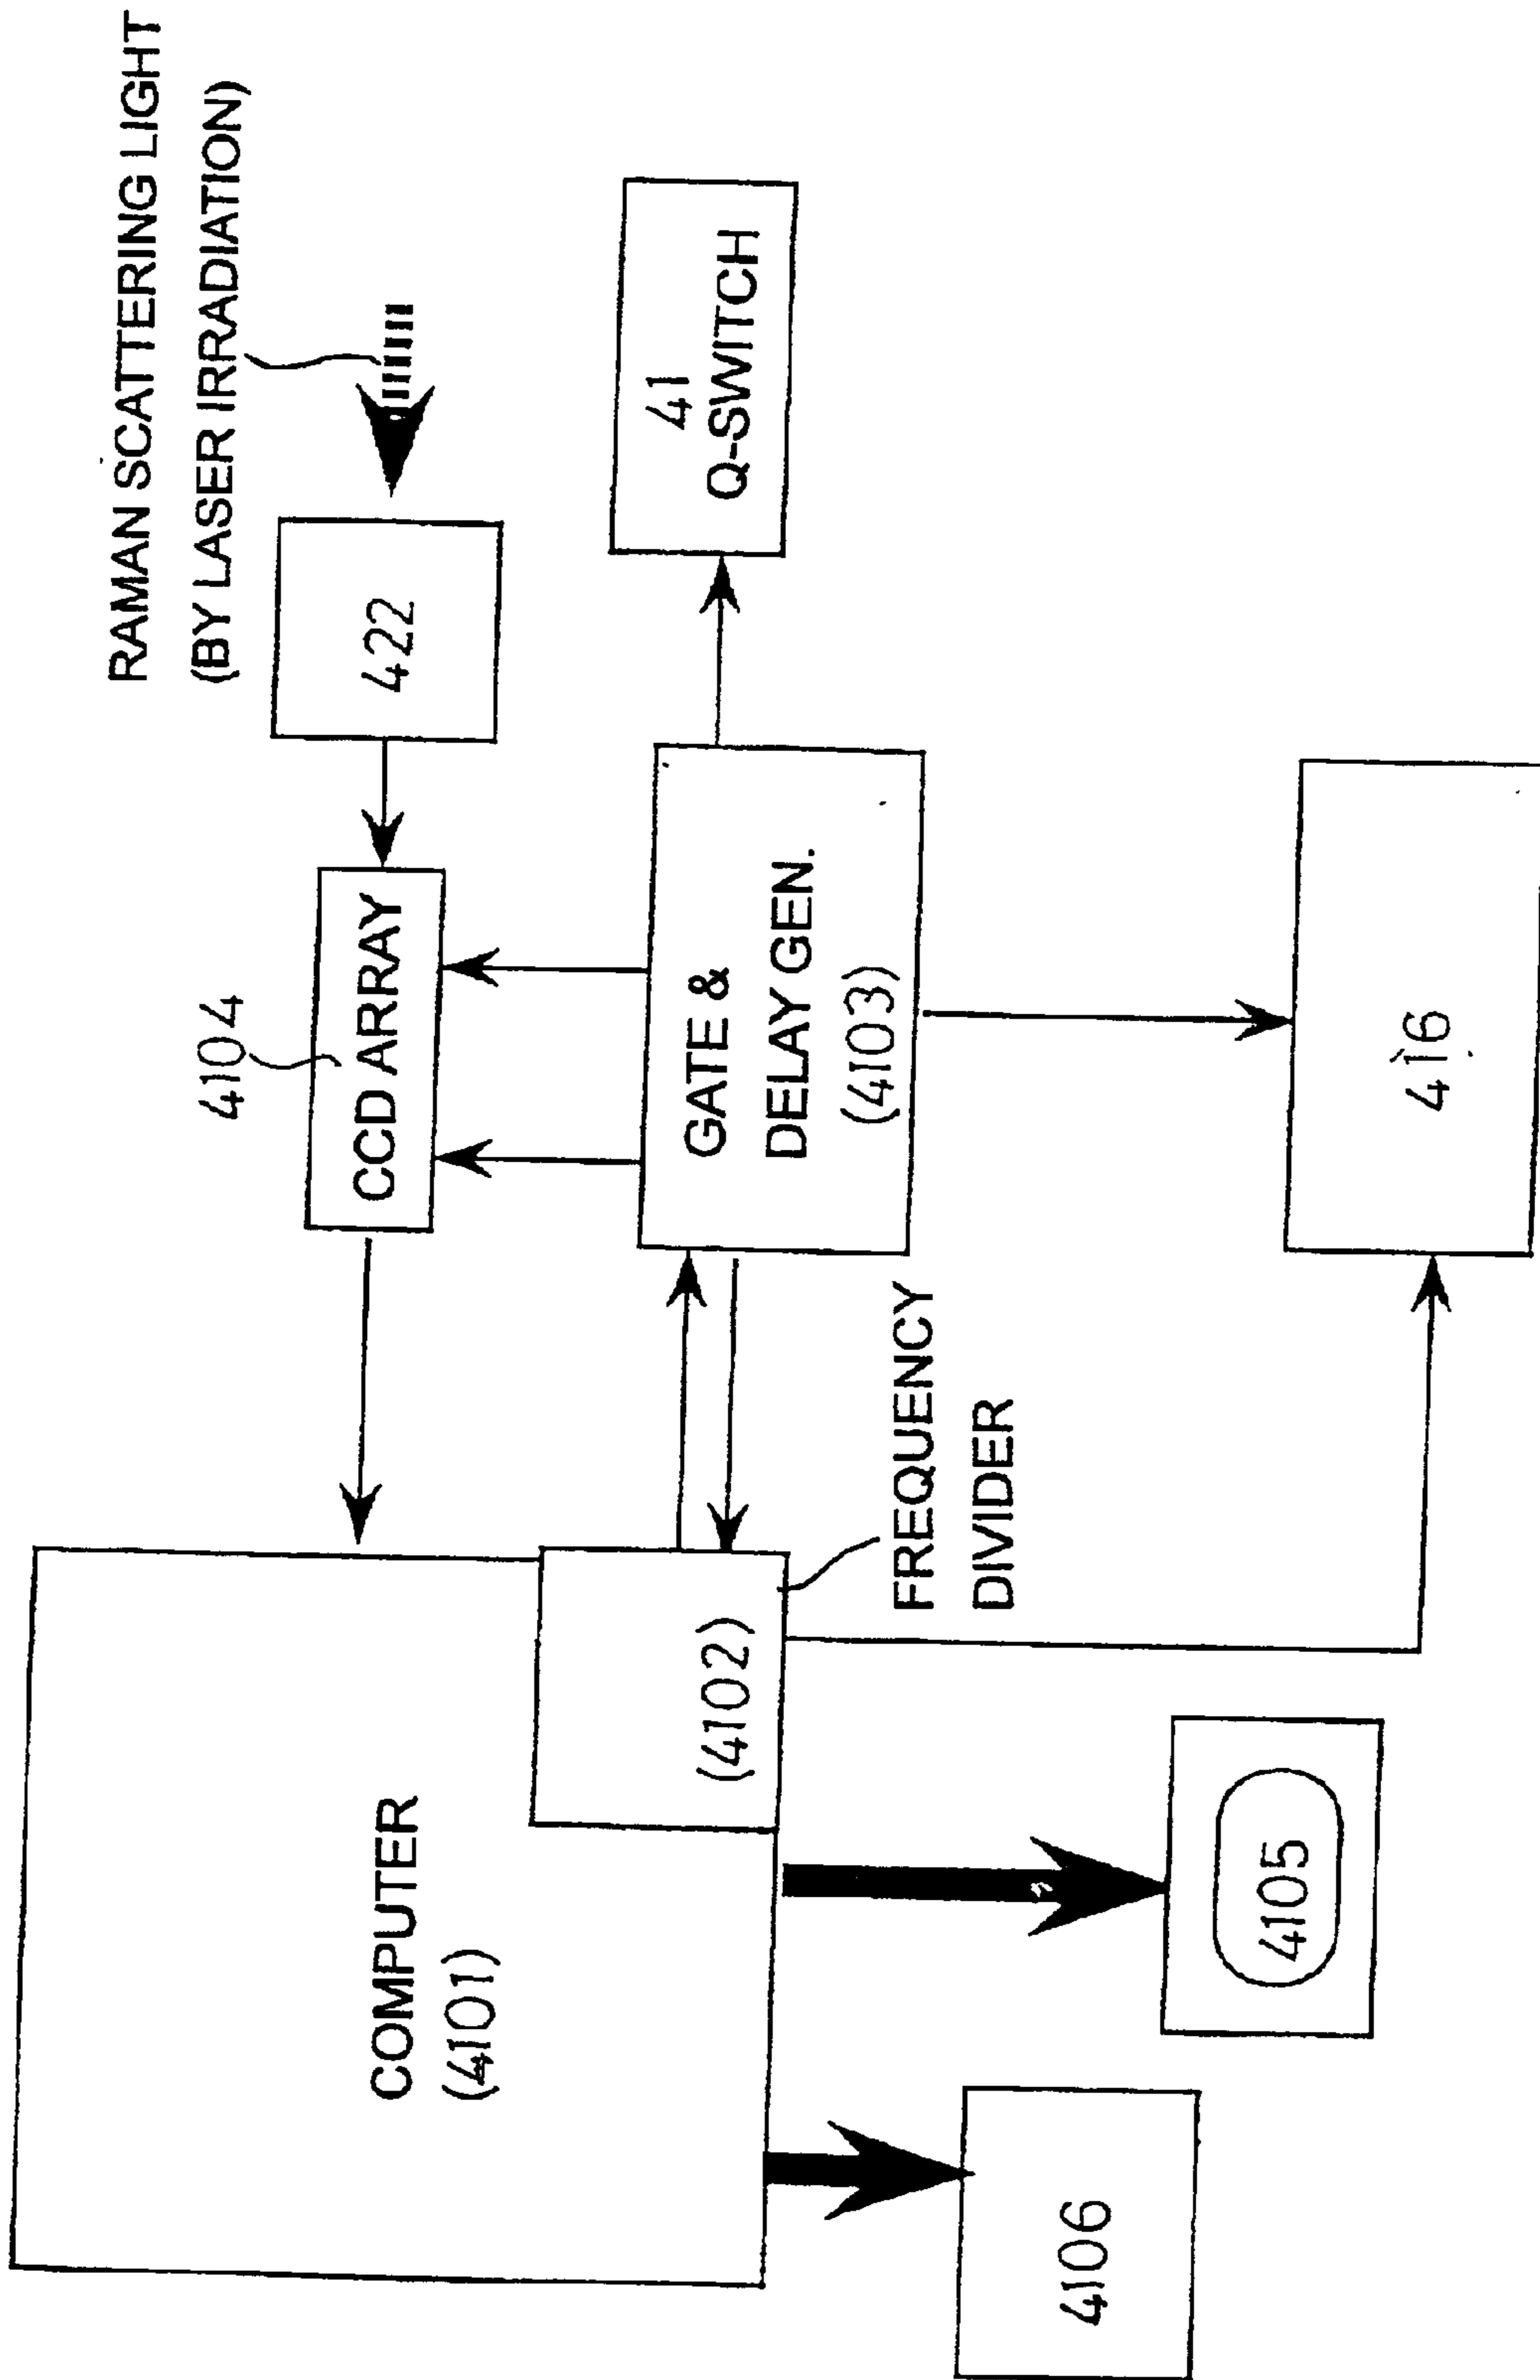 RAMAN SCATTERING LIGHT
(BY LASER IRRADIATION)
4104
CCD ARRAY
422
COMPUTER
(4101)
(4102)
GATE &
DELAY GEN.
(4103)
41
Q-SWITCH
FREQUENCY
DIVIDER
4106
4105
416